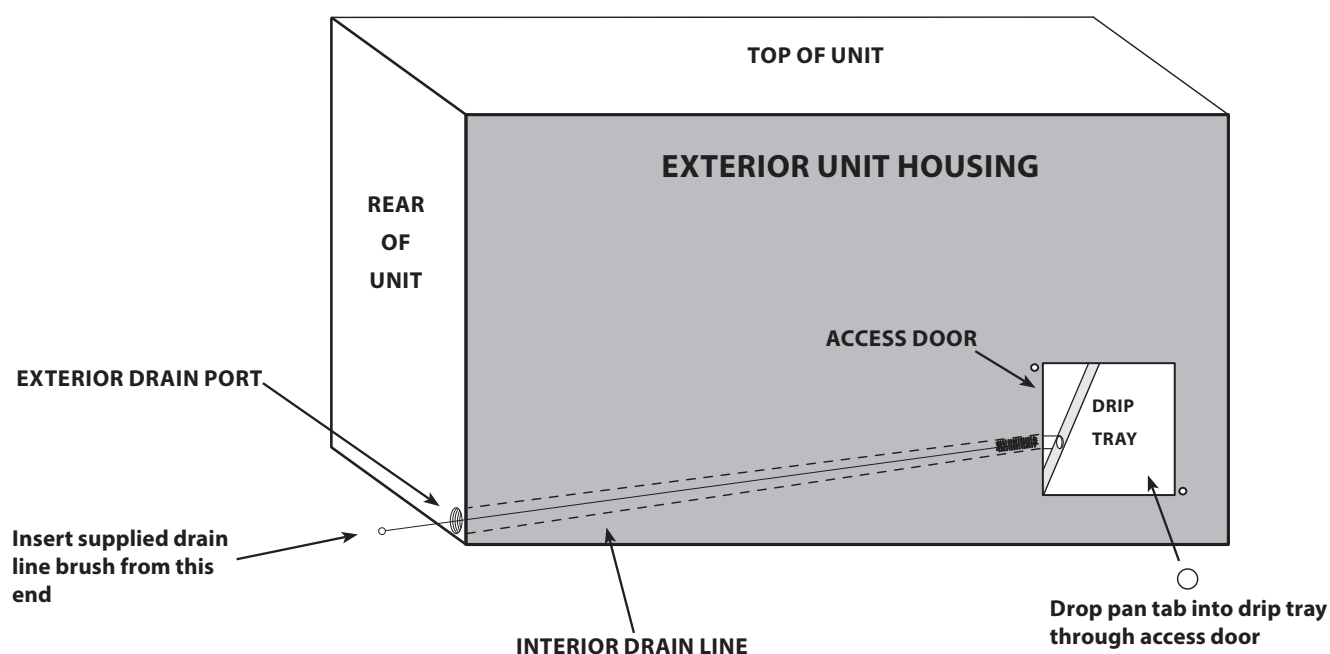 TOP OF UNIT
EXTERIOR UNIT HOUSING
REAR
OF
UNIT
ACCESS DOOR
EXTERIOR DRAIN PORT
DRIP
TRAY
Insert supplied drain
line brush from this
end
Drop pan tab into drip tray
through access door
INTERIOR DRAIN LINE